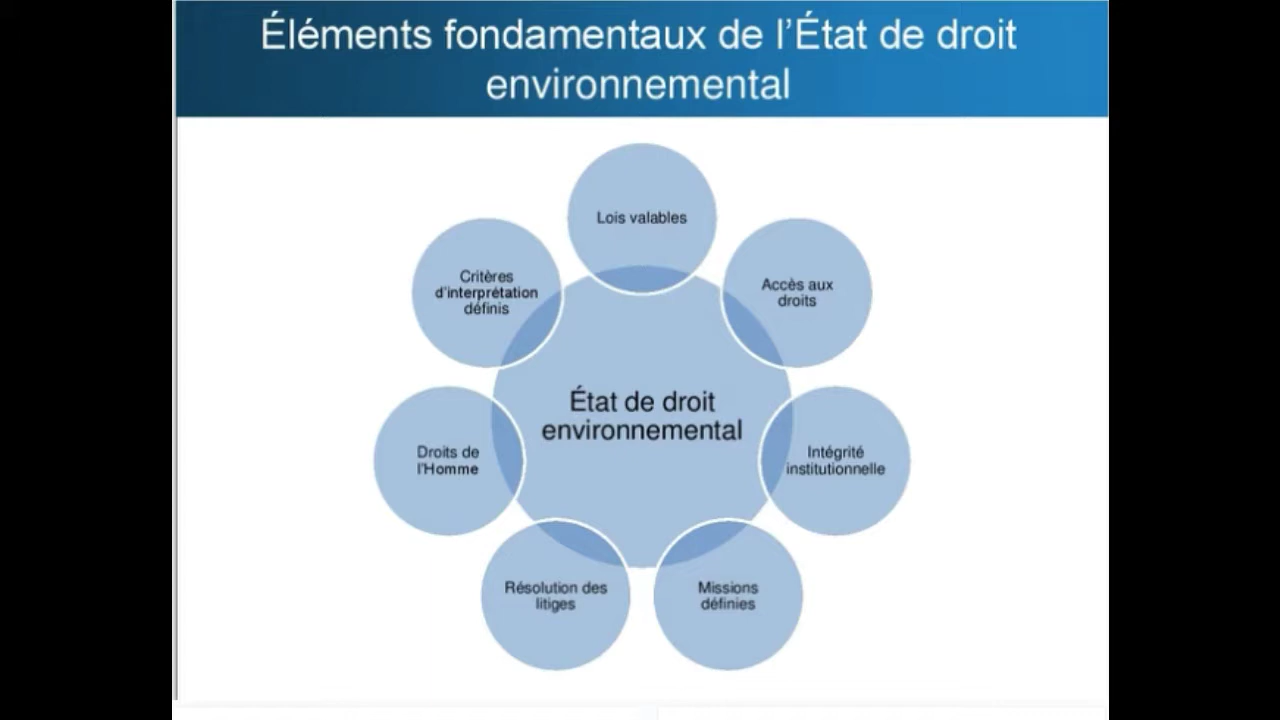 Éléments fondamentaux de l'État de droit
environnemental
Lois valables
Accès aux
droits
Intégrité
institutionnelle
Missions
définies
Résolution des
litiges
Droits de
l'Homme
Critères
d'interprétation
définis
État de droit
environnemental